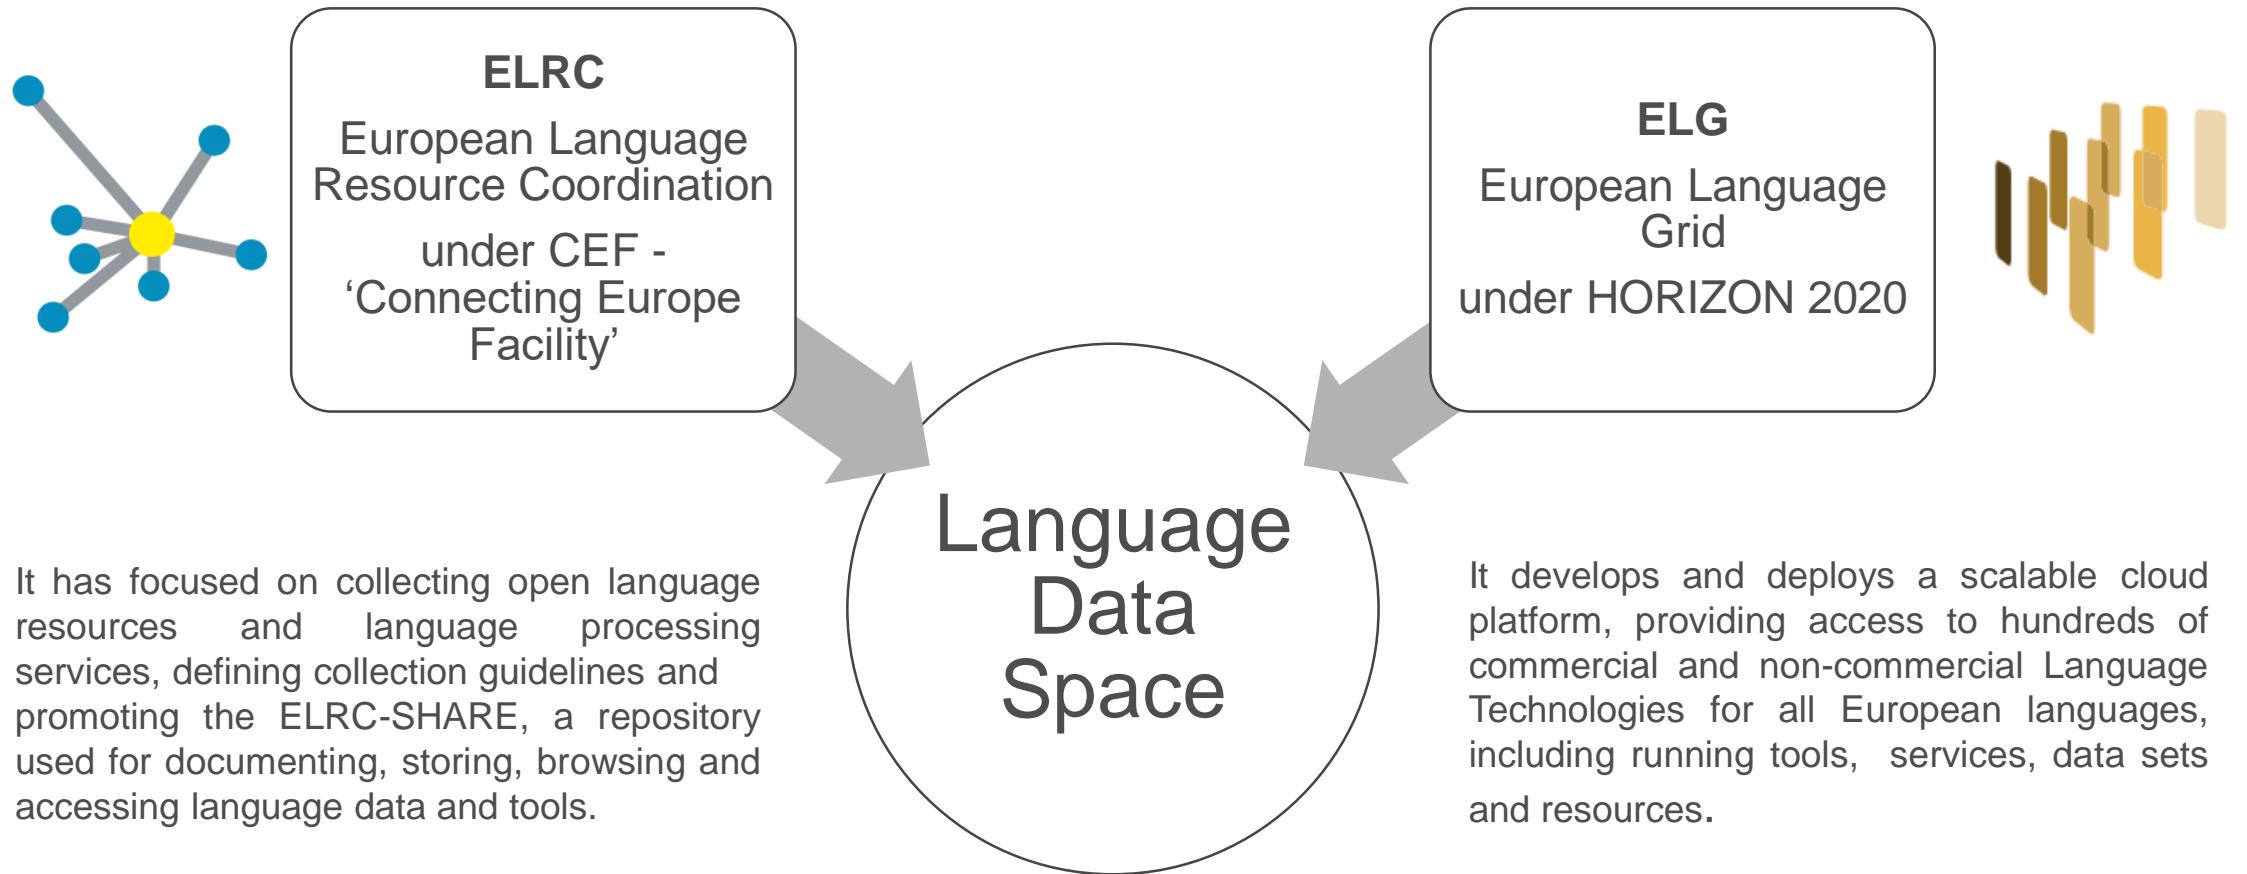 ELRC
European Language
Resource Coordination
under CEF -
‘Connecting Europe
Facility’
ELG
European Language
Grid
under HORIZON 2020
Language
Data
Space
It has focused on collecting open language
resources and language processing
services, defining collection guidelines and
promoting the ELRC-SHARE, a repository
used for documenting, storing, browsing and
accessing language data and tools.
It develops and deploys a scalable cloud
platform, providing access to hundreds of
commercial and non-commercial Language
Technologies for all European languages,
including running tools, services, data sets
and resources.